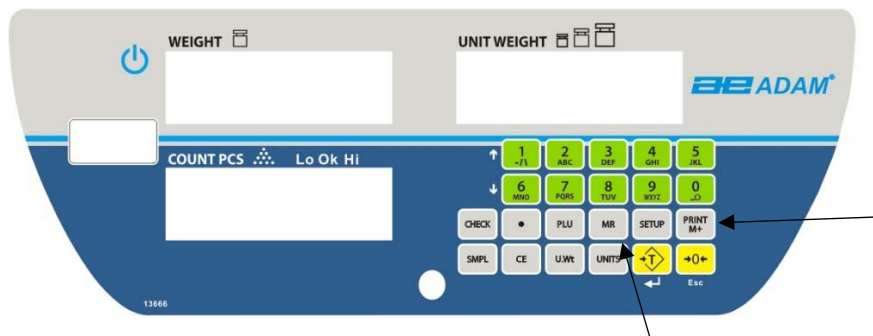 WEIGHT
UNIT WEIGHT
ae ADAM®
COUNT PCS Lo Ok Hi
1 2 3 4 5
./\ ABC DEF GHI JKL
6 7 8 9 0
MNO PQRS TUV WXYZ _
CHECK • PLU MR SETUP PRINT
M+
SMPL CE U.Wt UNITS →T →0←
Esc
13666